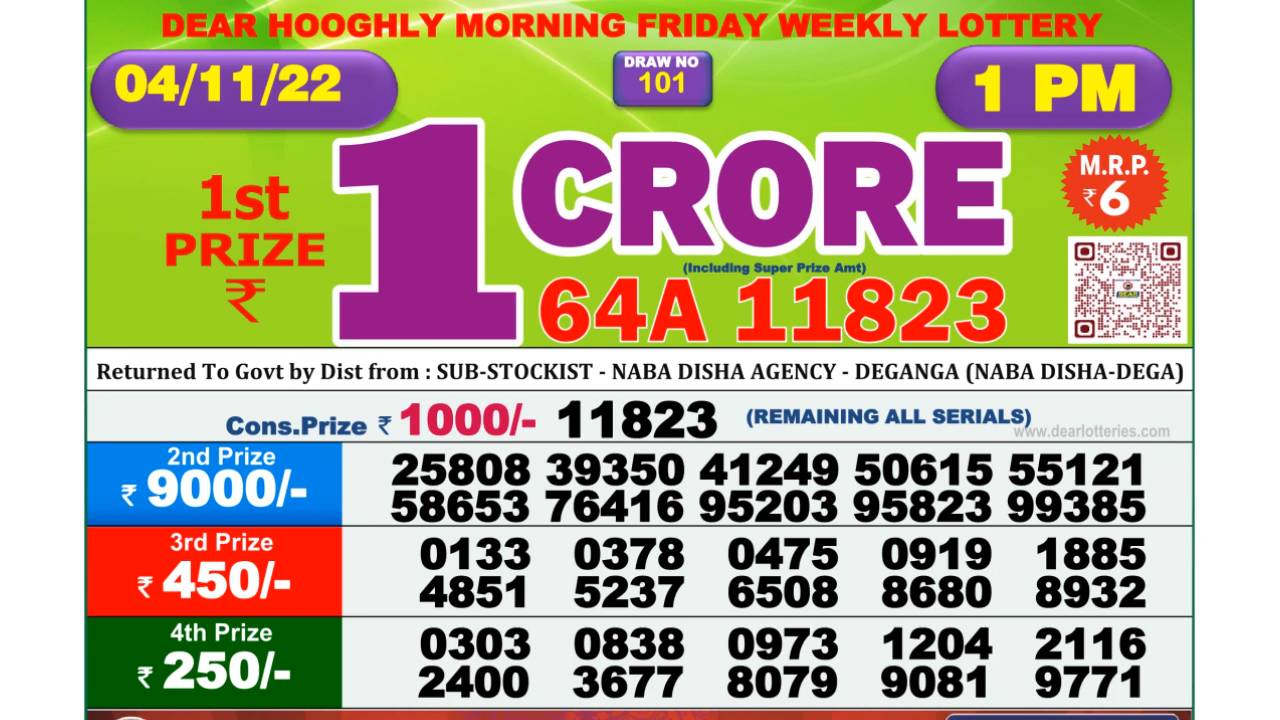 DEAR HOOGHLY MORNING FRIDAY WEEKLY LOTTERY
04/11/22
DRAW NO
101
1 PM
1st
PRIZE
₹
1 CRORE
(Including Super Prize Amt)
64A 11823
M.R.P.
₹ 6
DEAR
Returned To Govt by Dist from : SUB-STOCKIST - NABA DISHA AGENCY - DEGANGA (NABA DISHA-DEGA)
Cons.Prize ₹ 1000/- 11823 (REMAINING ALL SERIALS)
www.dearlotteries.com
2nd Prize
₹ 9000/-
25808 39350 41249 50615 55121
58653 76416 95203 95823 99385
3rd Prize
₹ 450/-
0133 0378 0475 0919 1885
4851 5237 6508 8680 8932
4th Prize
₹ 250/-
0303 0838 0973 1204 2116
2400 3677 8079 9081 9771